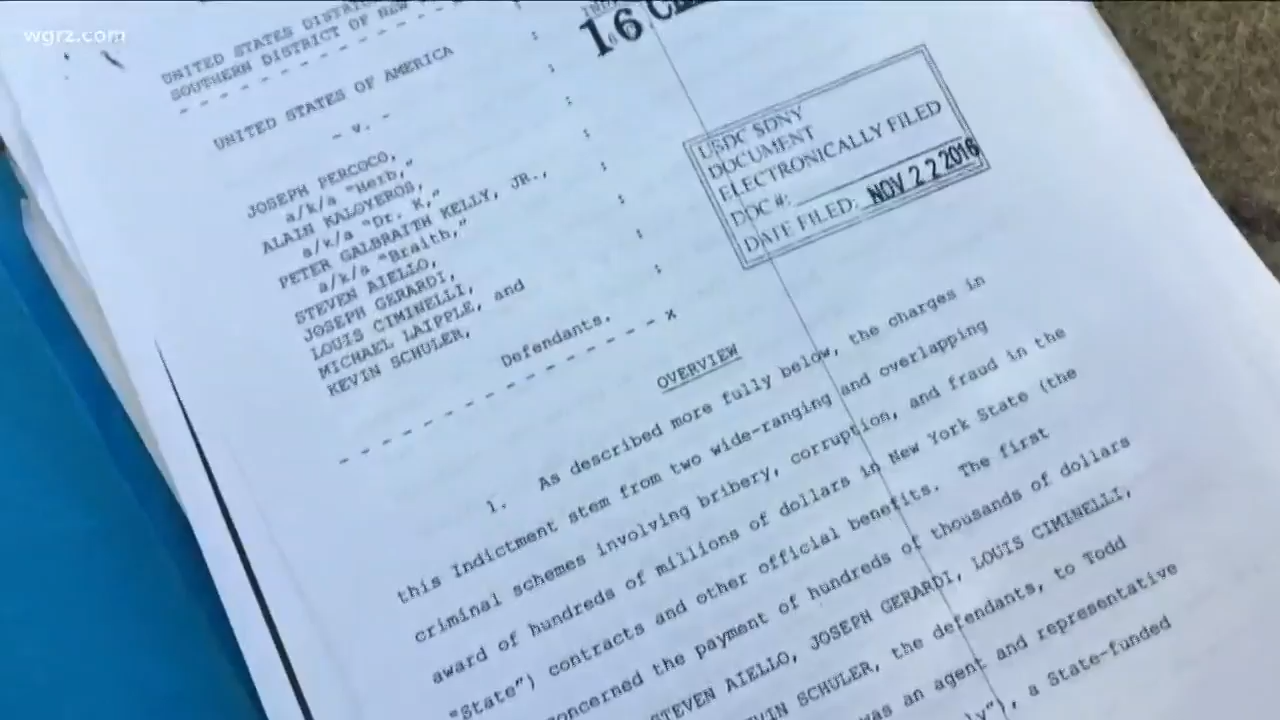 wgrz.com
UNITED STATES
SOUTHERN DISTRICT OF
UNITED STATES OF AMERICA
- v. -
JOSEPH PERCOCO,
a/k/a "Herb,"
ALAIN KALOYEROS,
a/k/a "Dr. K,"
PETER GALBRAITH KELLY, JR.,
a/k/a "Braith,"
STEVEN AIELLO,
JOSEPH GERARDI,
LOUIS CIMINELLI,
MICHAEL LAIPPLE, and
KEVIN SCHULER,
Defendants.
- - - - - - - - - - - - - - - - x
16
USDC SDNY
DOCUMENT
ELECTRONICALLY FILED
DOC #:
DATE FILED: NOV 22 2016
OVERVIEW
1. As described more fully below, the charges in
this Indictment stem from two wide-ranging and overlapping
criminal schemes involving bribery, corruption, and fraud in the
award of hundreds of millions of dollars in New York State (the
"State") contracts and other official benefits. The first
concerned the payment of hundreds of thousands of dollars
STEVEN AIELLO, JOSEPH GERARDI, LOUIS CIMINELLI,
KEVIN SCHULER, the defendants, to Todd
was an agent and representative
a State-funded